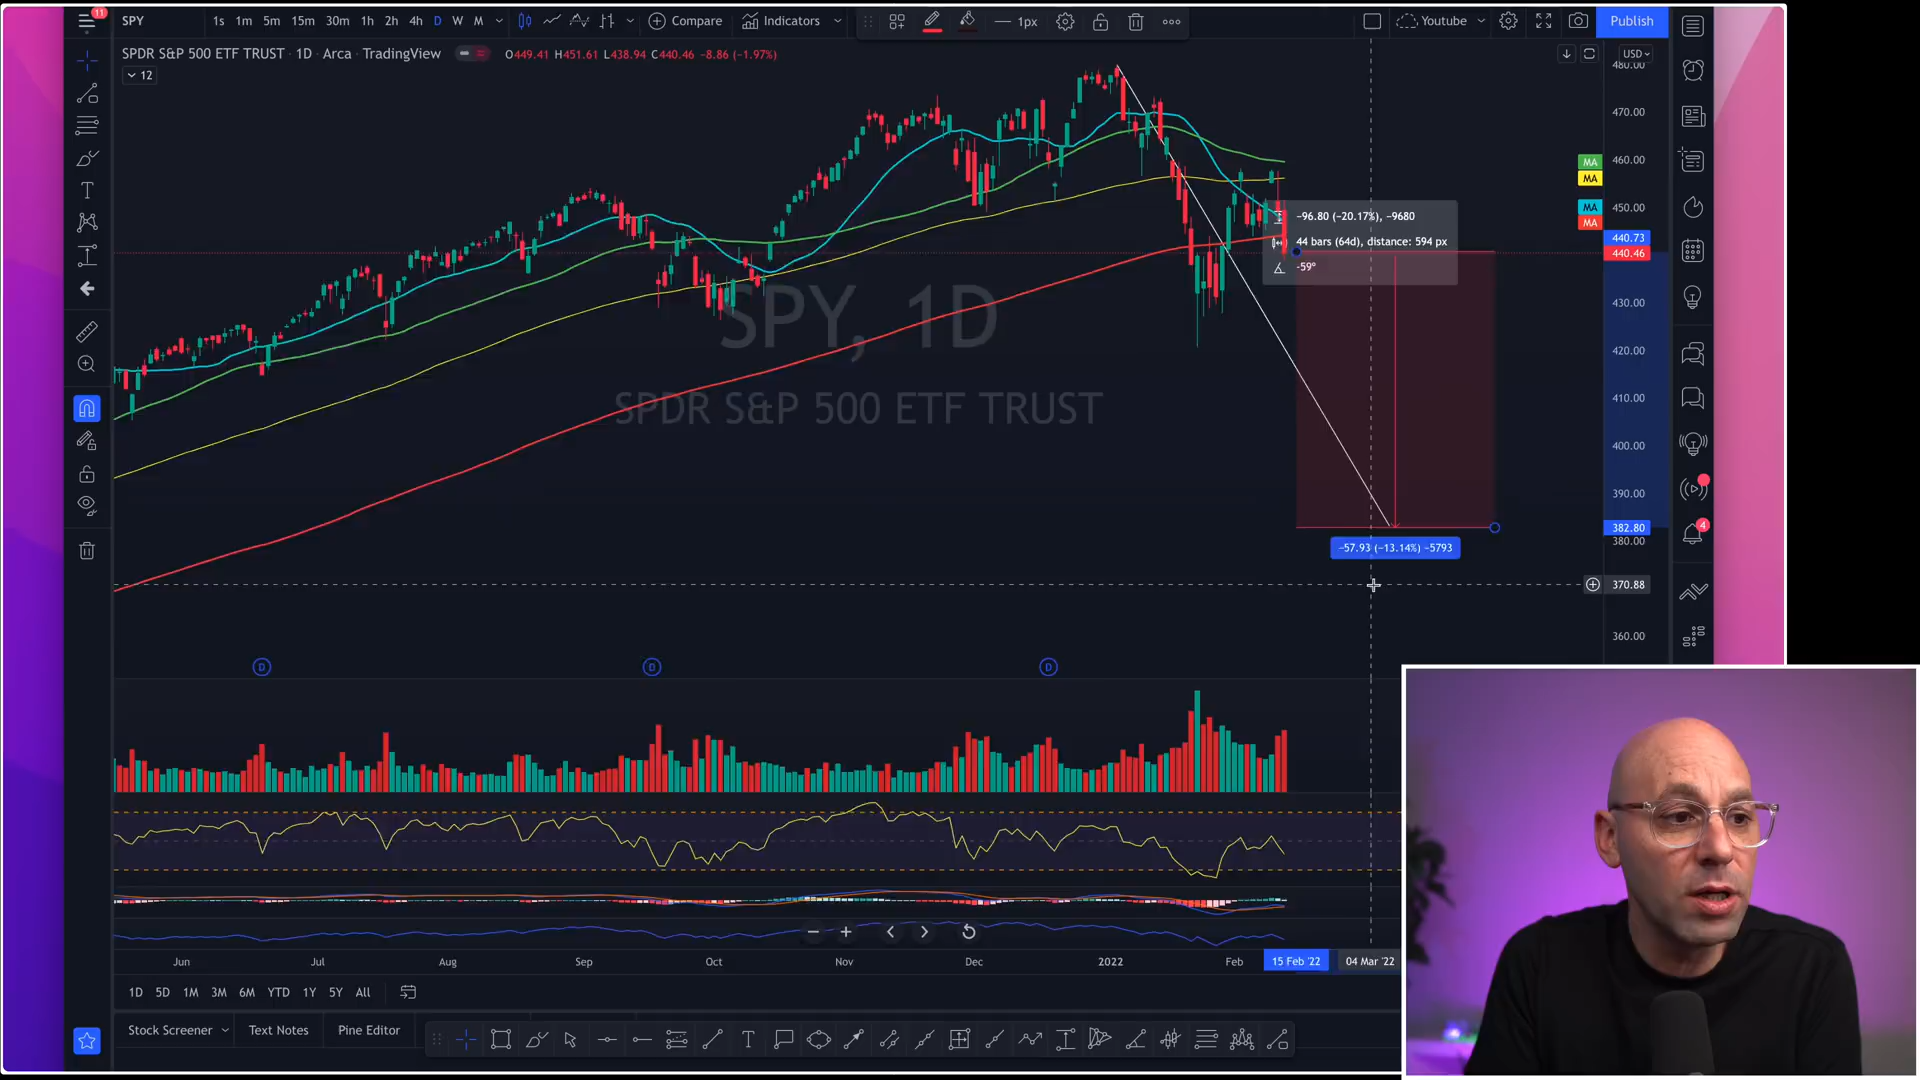 11
SPY
1s 1m 5m 15m 30m 1h 2h 4h D W M
Compare
Indicators
1px
Youtube
Publish
SPDR S&P 500 ETF TRUST · 1D · Arca · TradingView
O449.41 H451.61 L438.94 C440.46 −8.86 (−1.97%)
12
USD
480.00
470.00
460.00
450.00
440.73
440.46
430.00
420.00
410.00
400.00
390.00
382.80
380.00
370.88
360.00
MA
MA
MA
MA
−96.80 (−20.17%), −9680
44 bars (64d), distance: 594 px
-59°
SPY, 1D
SPDR S&P 500 ETF TRUST
−57.93 (−13.14%) −5793
4
D
D
D
Jun Jul Aug Sep Oct Nov Dec 2022 Feb 15 Feb '22 04 Mar '22
1D 5D 1M 3M 6M YTD 1Y 5Y All
Stock Screener
Text Notes
Pine Editor